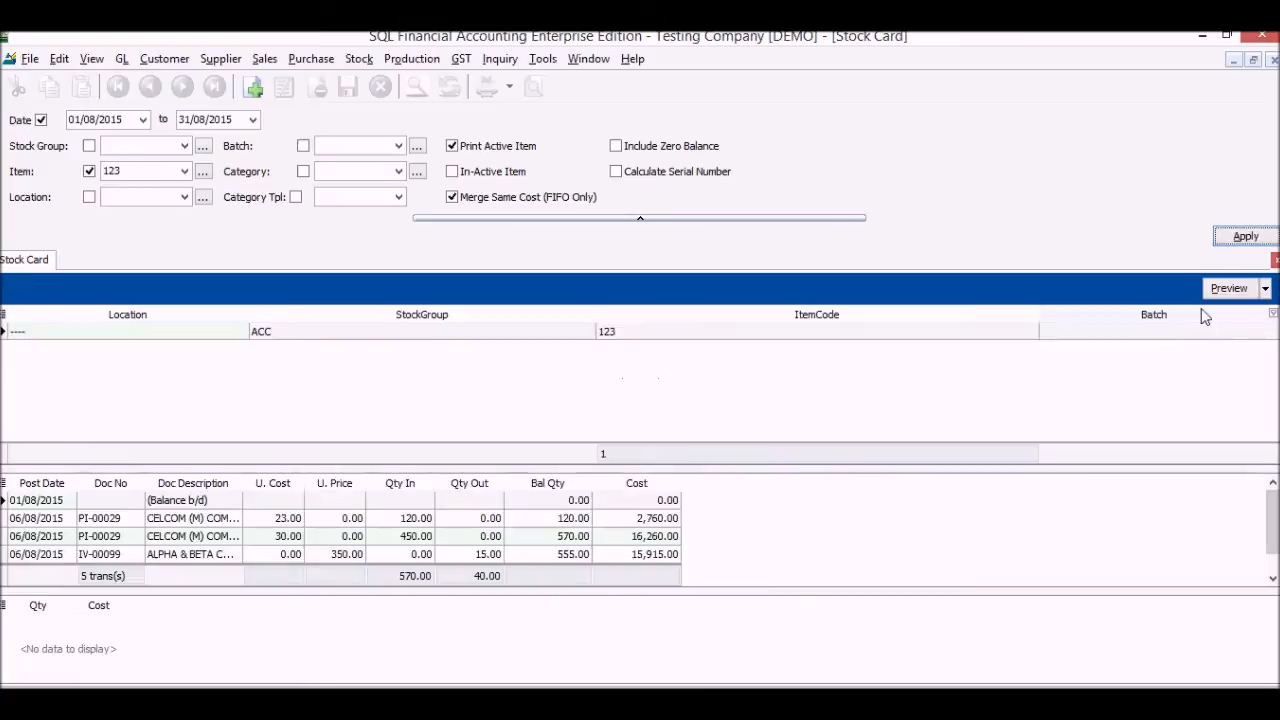 SQL Financial Accounting Enterprise Edition - Testing Company [DEMO] - [Stock Card]
File Edit View GL Customer Supplier Sales Purchase Stock Production GST Inquiry Tools Window Help
Date 01/08/2015 to 31/08/2015
Stock Group: ... Batch: ... Print Active Item Include Zero Balance
Item: 123 ... Category: ... In-Active Item Calculate Serial Number
Location: ... Category Tpl: Merge Same Cost (FIFO Only)
Apply
Stock Card
Preview
Location StockGroup ItemCode Batch
---- ACC 123
1
Post Date Doc No Doc Description U. Cost U. Price Qty In Qty Out Bal Qty Cost
01/08/2015 (Balance b/d) 0.00 0.00
06/08/2015 PI-00029 CELCOM (M) COM... 23.00 0.00 120.00 0.00 120.00 2,760.00
06/08/2015 PI-00029 CELCOM (M) COM... 30.00 0.00 450.00 0.00 570.00 16,260.00
06/08/2015 IV-00099 ALPHA & BETA C... 0.00 350.00 0.00 15.00 555.00 15,915.00
5 trans(s) 570.00 40.00
Qty Cost
<No data to display>